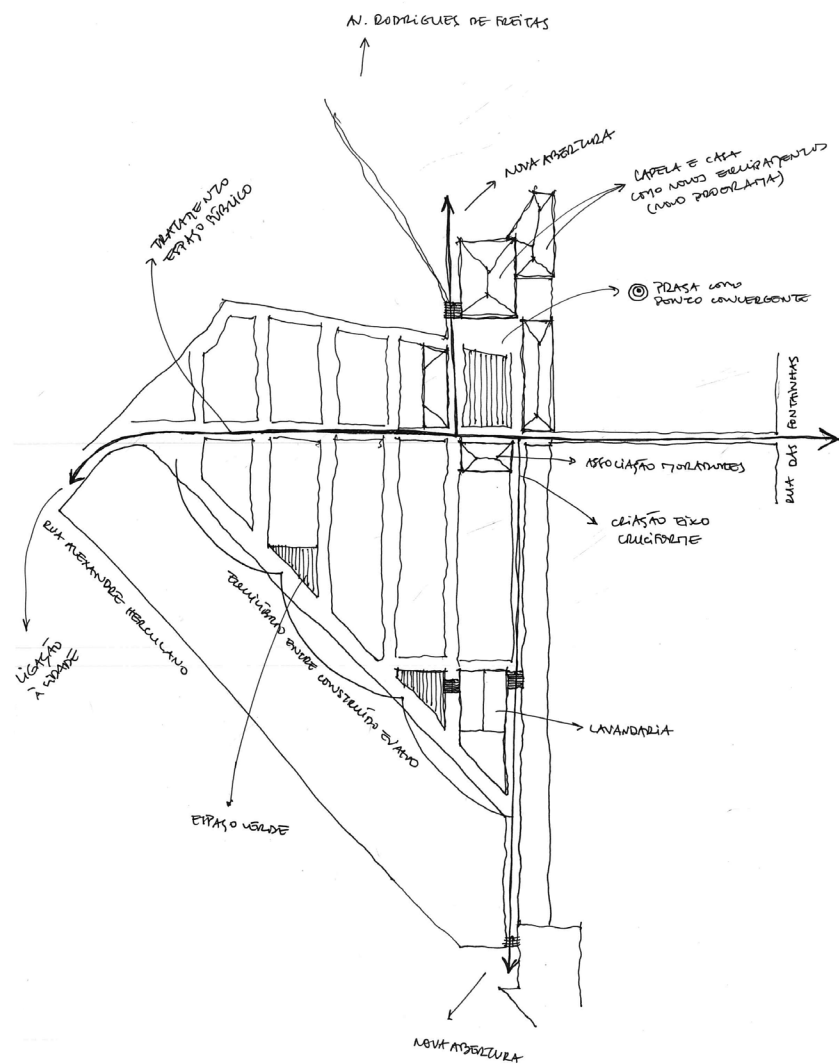 AV. RODRIGUES DE FREITAS
NOVA ABERTURA
CAPELA E CASA
COMO NOVOS EQUIPAMENTOS
(NOVO PROGRAMA)
TRATAMENTO
ESPAÇO PÚBLICO
PRAÇA COMO
PONTO CONVERGENTE
RUA DAS FONTAINHAS
ASSOCIAÇÃO MORADORES
CRIAÇÃO EIXO
CRUCIFORME
RUA ALEXANDRE HERCULANO
LIGAÇÃO
À CIDADE
EQUILÍBRIO ENTRE CONSTRUÍDO E VAZIO
LAVANDARIA
ESPAÇO VERDE
NOVA ABERTURA